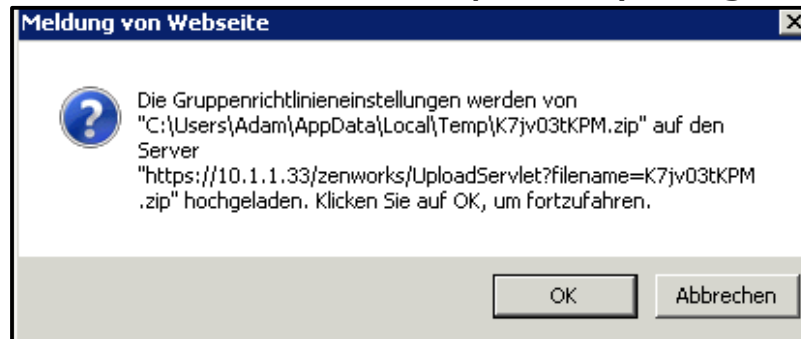 Meldung von Webseite
Die Gruppenrichtlinieneinstellungen werden von
"C:\Users\Adam\AppData\Local\Temp\K7jv03tKPM.zip" auf den
Server
"https://10.1.1.33/zenworks/UploadServlet?filename=K7jv03tKPM
.zip" hochgeladen. Klicken Sie auf OK, um fortzufahren.
OK
Abbrechen